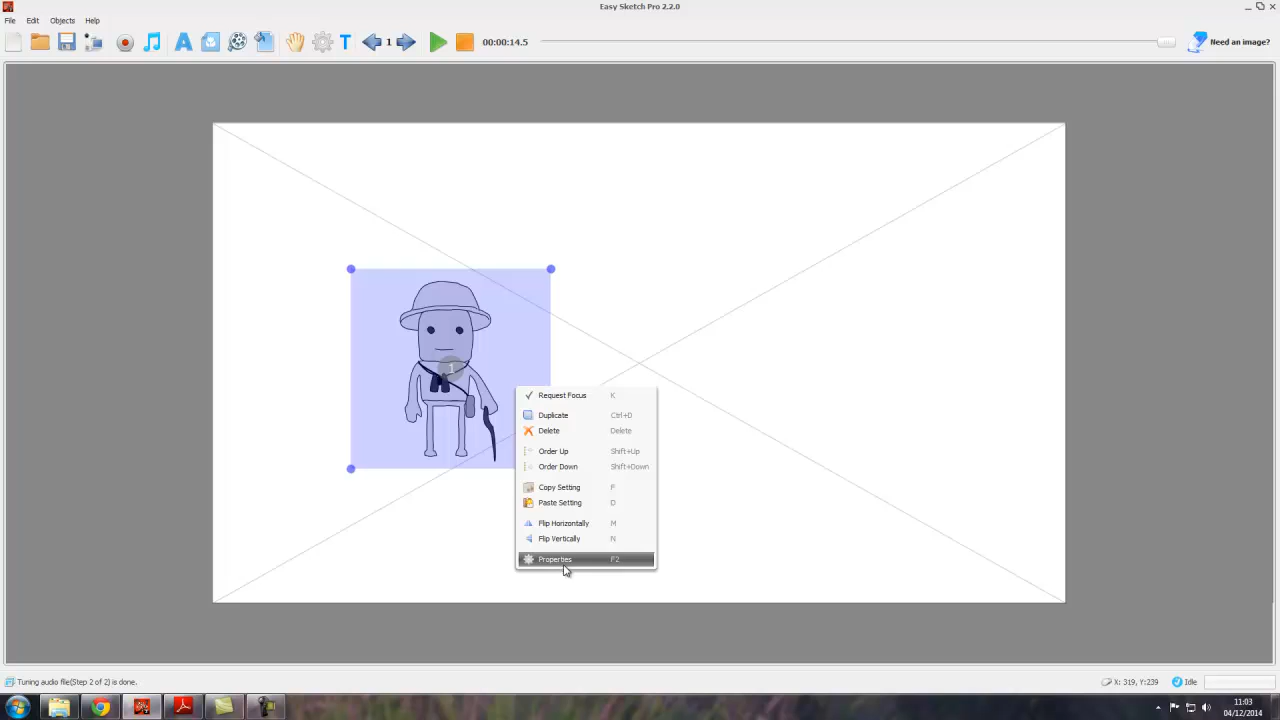 Easy Sketch Pro 2.2.0
File Edit Objects Help
A T 1 00:00:14.5 Need an image?
1
Request Focus K
Duplicate Ctrl+D
Delete Delete
Order Up Shift+Up
Order Down Shift+Down
Copy Setting F
Paste Setting D
Flip Horizontally M
Flip Vertically N
Properties F2
Tuning audio file(Step 2 of 2) is done. X: 319, Y:239 Idle
11:03
04/12/2014